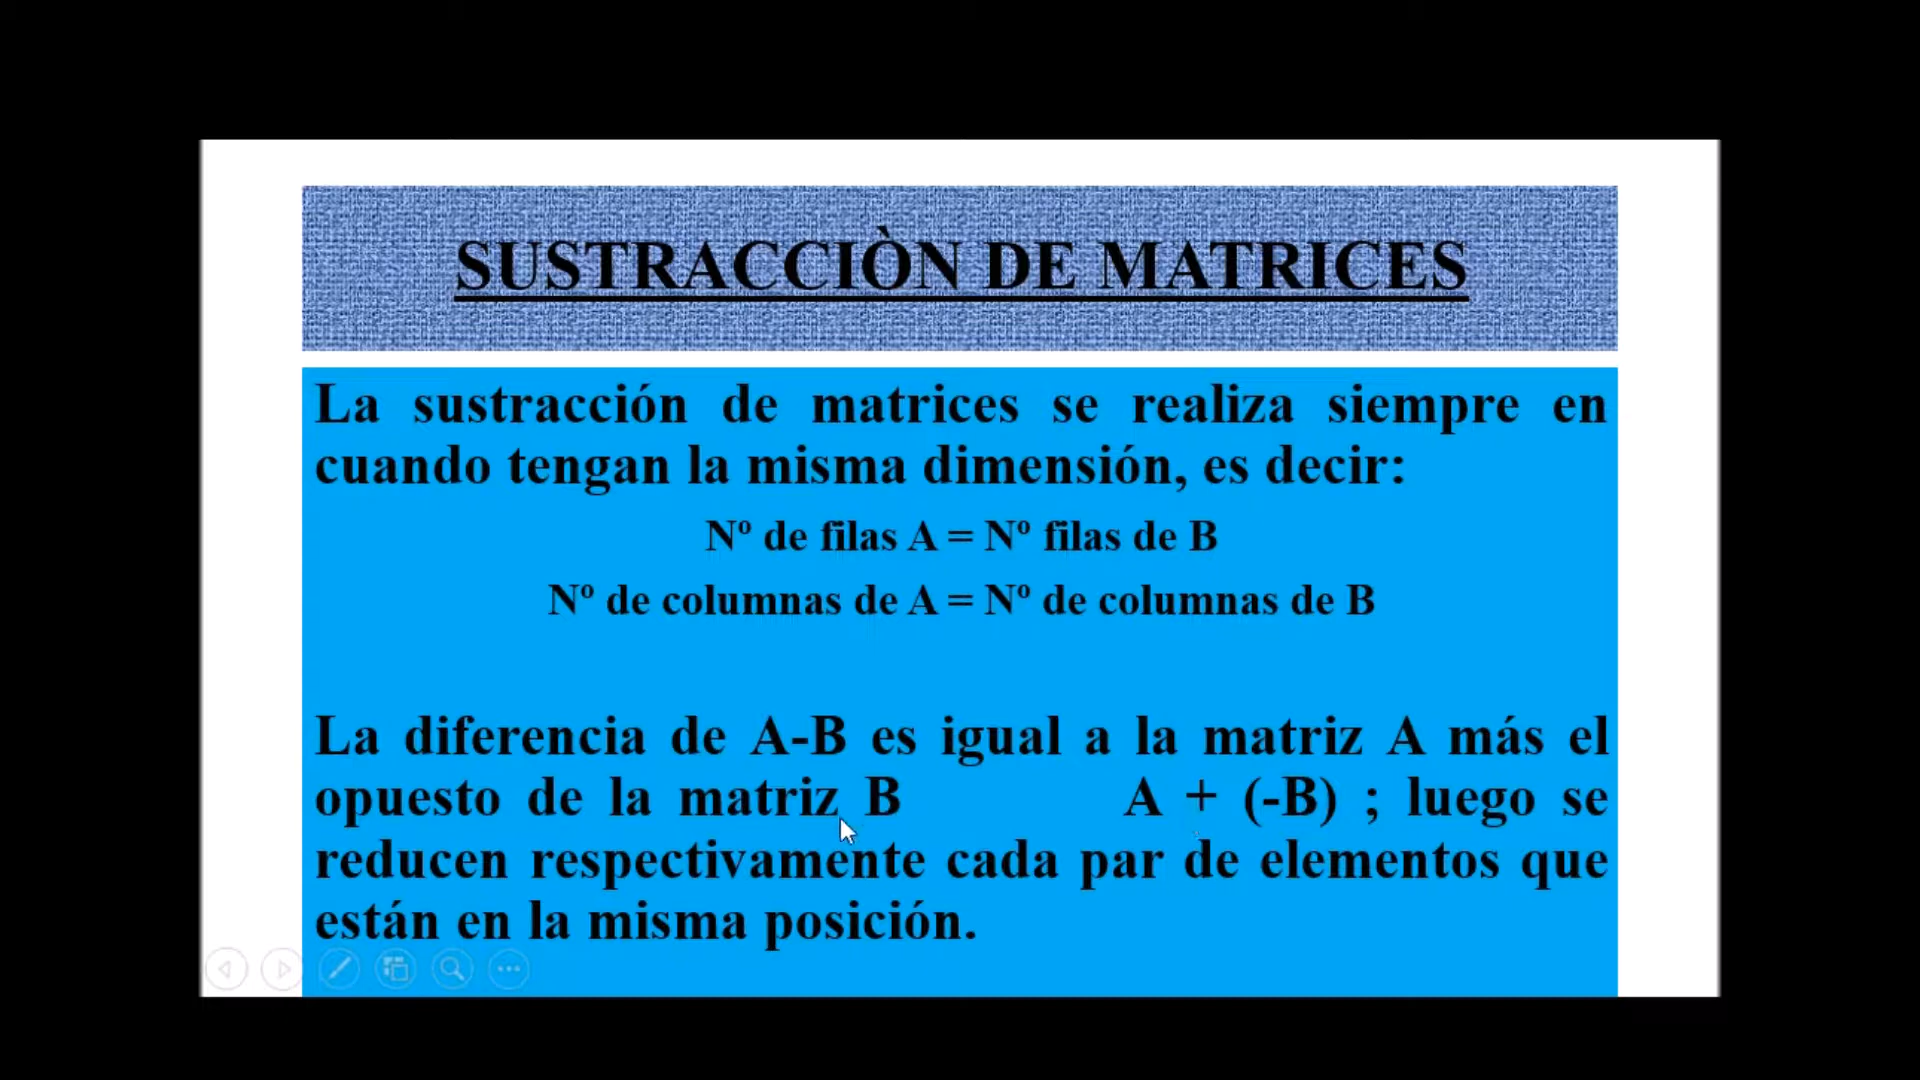 SUSTRACCIÒN DE MATRICES
La sustracción de matrices se realiza siempre en
cuando tengan la misma dimensión, es decir:
Nº de filas A = Nº filas de B
Nº de columnas de A = Nº de columnas de B
La diferencia de A-B es igual a la matriz A más el
opuesto de la matriz B A + (-B) ; luego se
reducen respectivamente cada par de elementos que
están en la misma posición.